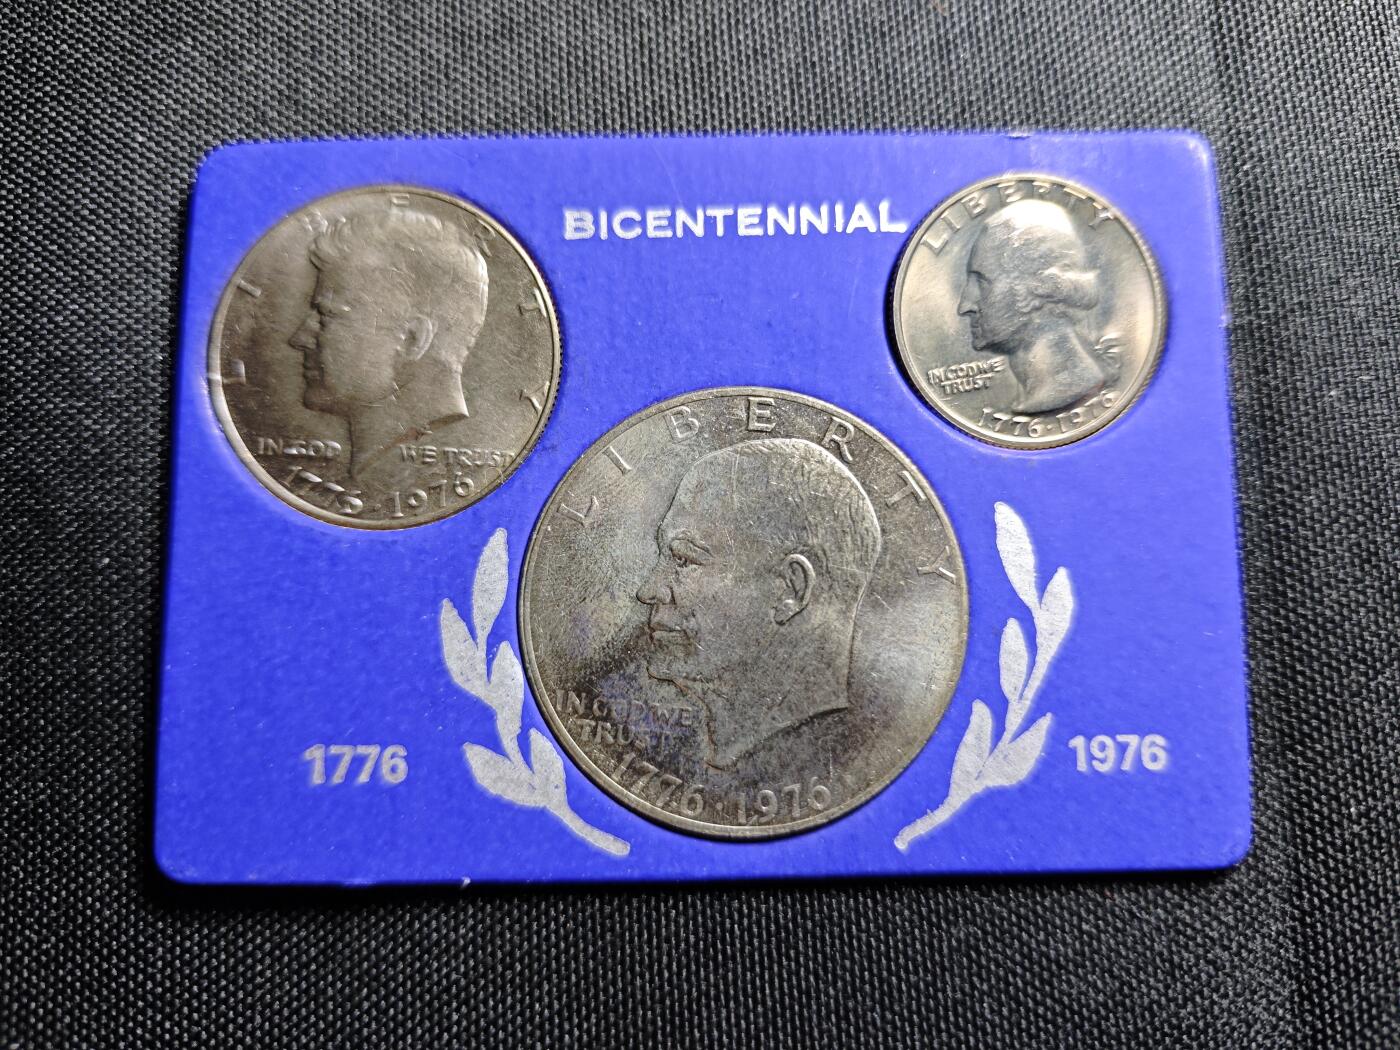 BICENTENNIAL
LIBERTY
IN GOD WE TRUST
1776 · 1976
LIBERTY
IN GOD WE
TRUST
1776 · 1976
LIBERTY
IN GOD WE
TRUST
1776 · 1976
1776
1976